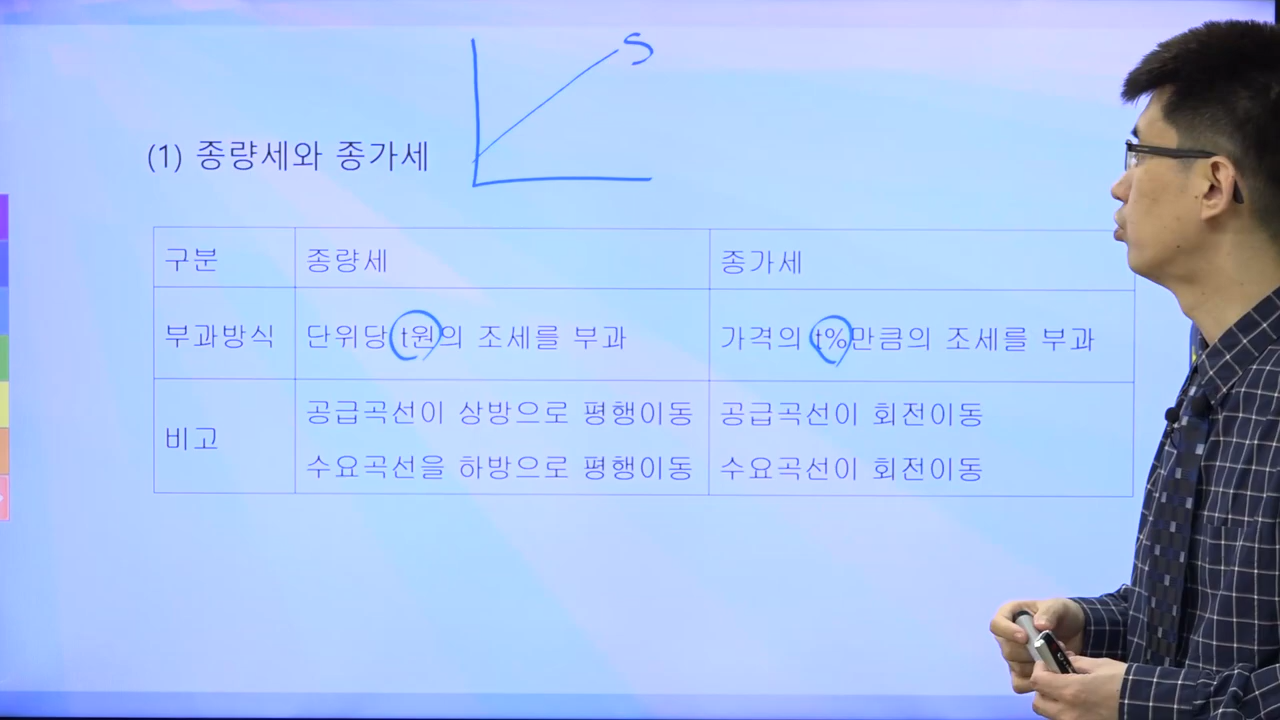 S
(1) 종량세와 종가세
구분 종량세 종가세
부과방식 단위당 t원의 조세를 부과 가격의 t%만큼의 조세를 부과
비고
공급곡선이 상방으로 평행이동 공급곡선이 회전이동
수요곡선을 하방으로 평행이동 수요곡선이 회전이동